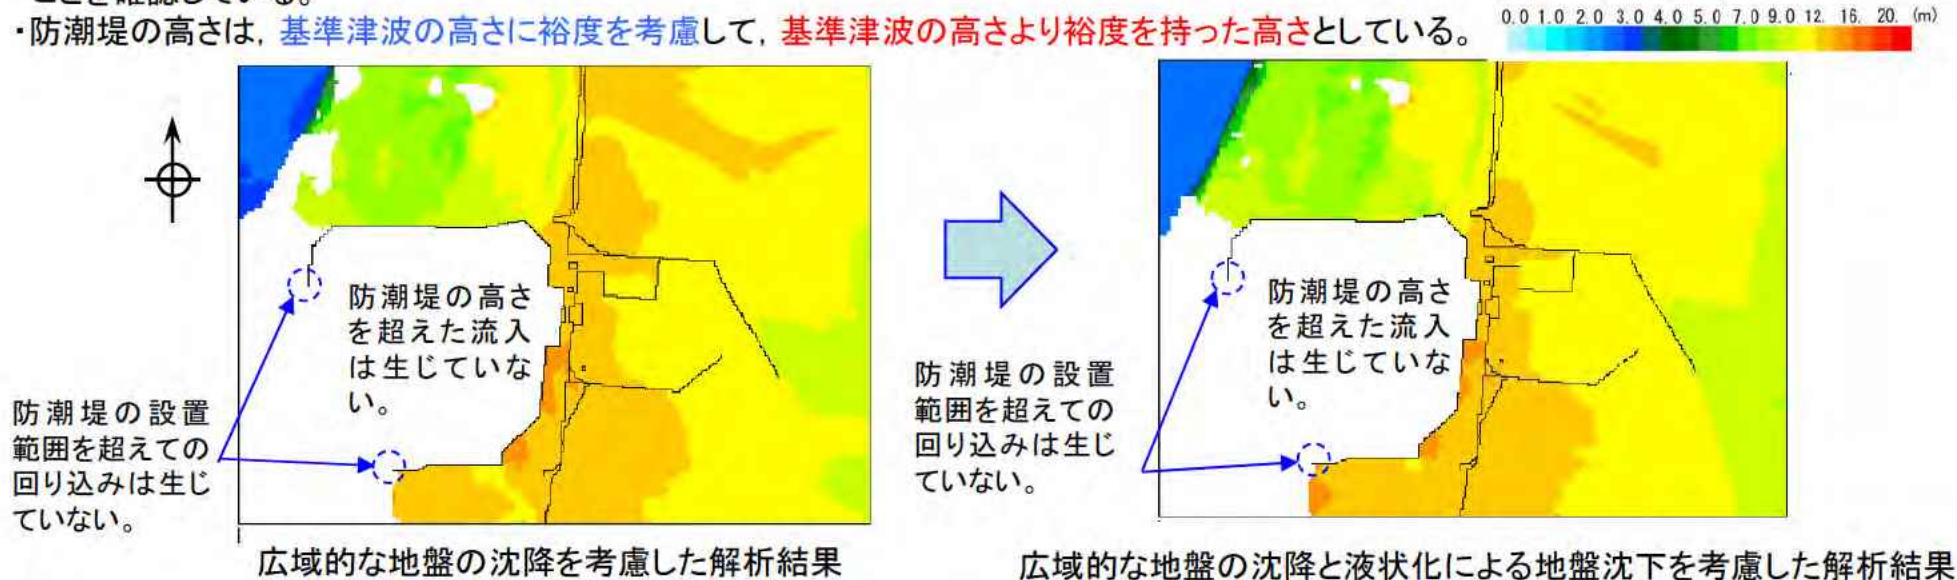 ことを確認している。
・防潮堤の高さは，基準津波の高さに裕度を考慮して，基準津波の高さより裕度を持った高さとしている。
0.0 1.0 2.0 3.0 4.0 5.0 7.0 9.0 12. 16. 20. (m)
防潮堤の高さ
を超えた流入
は生じていな
い。
防潮堤の設置
範囲を超えての
回り込みは生じ
ていない。
広域的な地盤の沈降を考慮した解析結果
防潮堤の高さ
を超えた流入
は生じていな
い。
防潮堤の設置
範囲を超えての
回り込みは生じ
ていない。
広域的な地盤の沈降と液状化による地盤沈下を考慮した解析結果